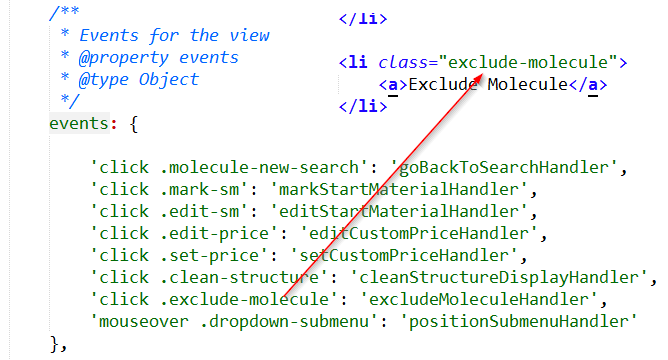 /**
* Events for the view
* @property events
* @type Object
*/
events: {
</li>
<li class="exclude-molecule">
<a>Exclude Molecule</a>
</li>
'click .molecule-new-search': 'goBackToSearchHandler',
'click .mark-sm': 'markStartMaterialHandler',
'click .edit-sm': 'editStartMaterialHandler',
'click .edit-price': 'editCustomPriceHandler',
'click .set-price': 'setCustomPriceHandler',
'click .clean-structure': 'cleanStructureDisplayHandler',
'click .exclude-molecule': 'excludeMoleculeHandler',
'mouseover .dropdown-submenu': 'positionSubmenuHandler'
},